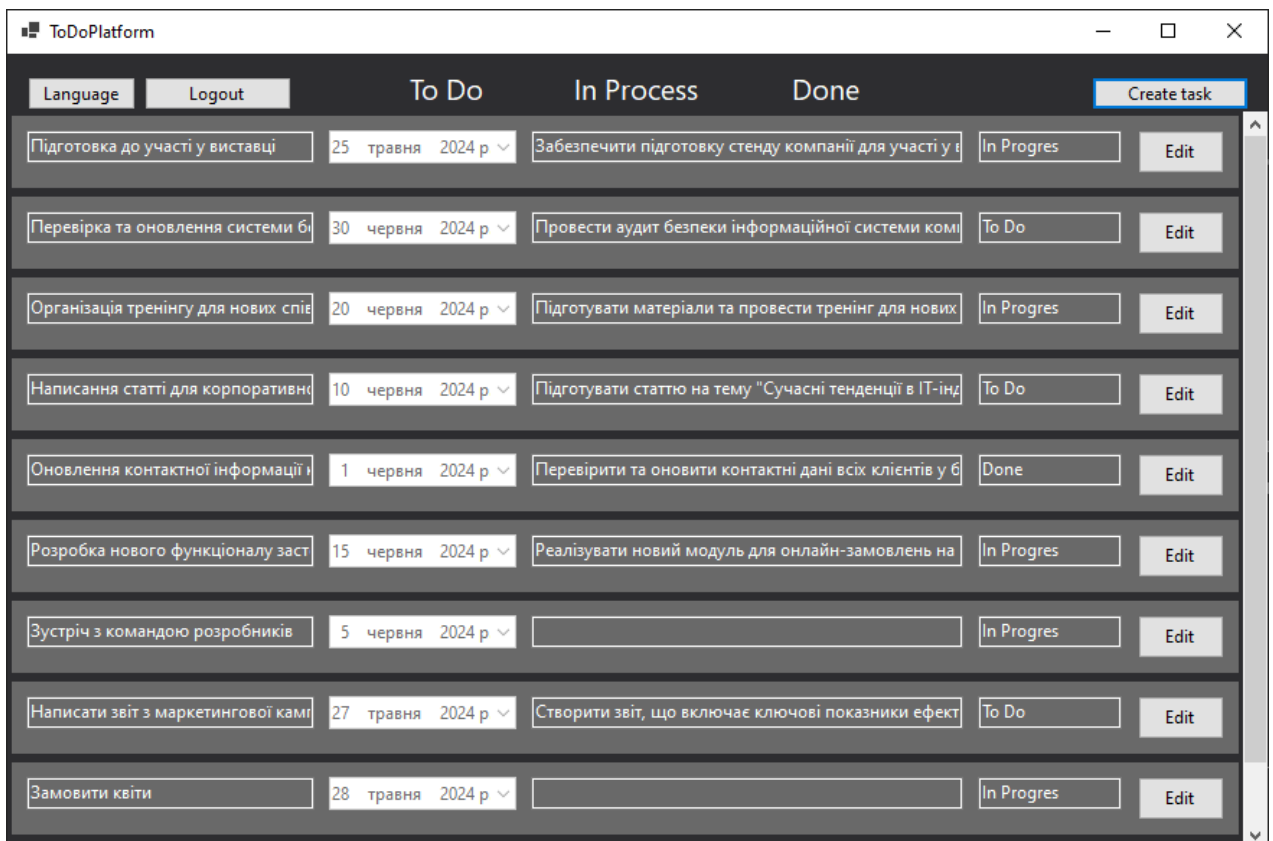 ToDoPlatform
Language Logout To Do In Process Done Create task
Підготовка до участі у виставці 25 травня 2024 р Забезпечити підготовку стенду компанії для участі у In Progres Edit
Перевірка та оновлення системи 30 червня 2024 р Провести аудит безпеки інформаційної системи To Do Edit
Організація тренінгу для нових 20 червня 2024 р Підготувати матеріали та провести тренінг для нових In Progres Edit
Написання статті для 10 червня 2024 р Підготувати статтю на тему "Сучасні тенденції в To Do Edit
Оновлення контактної інформації 1 червня 2024 р Перевірити та оновити контактні дані всіх клієнтів у Done Edit
Розробка нового функціоналу заст 15 червня 2024 р Реалізувати новий модуль для онлайн-замовлень на In Progres Edit
Зустріч з командою розробників 5 червня 2024 р In Progres Edit
Написати звіт з маркетингової 27 травня 2024 р Створити звіт, що включає ключові показники ефект To Do Edit
Замовити квіти 28 травня 2024 р In Progres Edit